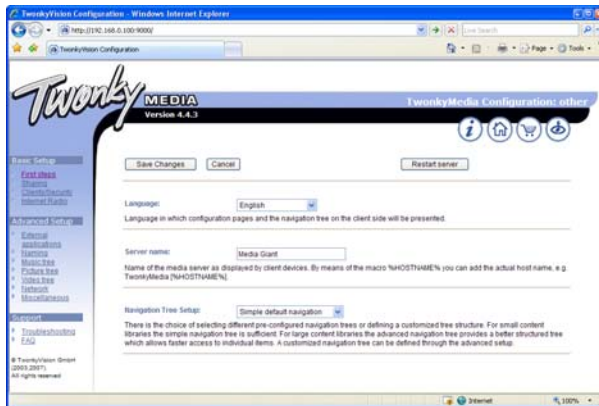 TwonkyVision Configuration - Windows Internet Explorer
http://192.168.0.100:9000/
Live Search
TwonkyVision Configuration
Page
Tools
Twonky
MEDIA
Version 4.4.3
TwonkyMedia Configuration: other
Basic Setup
First steps
Sharing
Clients/Security
Internet Radio
Advanced Setup
External
applications
Naming
Music tree
Picture tree
Video tree
Network
Miscellaneous
Support
Troubleshooting
FAQ
© TwonkyVision GmbH
(2003,2007)
All rights reserved
Save Changes
Cancel
Restart server
Language:
English
Language in which configuration pages and the navigation tree on the client side will be presented.
Server name:
Media Giant
Name of the media server as displayed by client devices. By means of the macro %HOSTNAME% you can add the actual host name, e.g.
TwonkyMedia [%HOSTNAME%].
Navigation Tree Setup:
Simple default navigation
There is the choice of selecting different pre-configured navigation trees or defining a customized tree structure. For small content
libraries the simple navigation tree is sufficient. For large content libraries the advanced navigation tree provides a better structured tree
which allows faster access to individual items. A customized navigation tree can be defined through the advanced setup.
Internet
100%